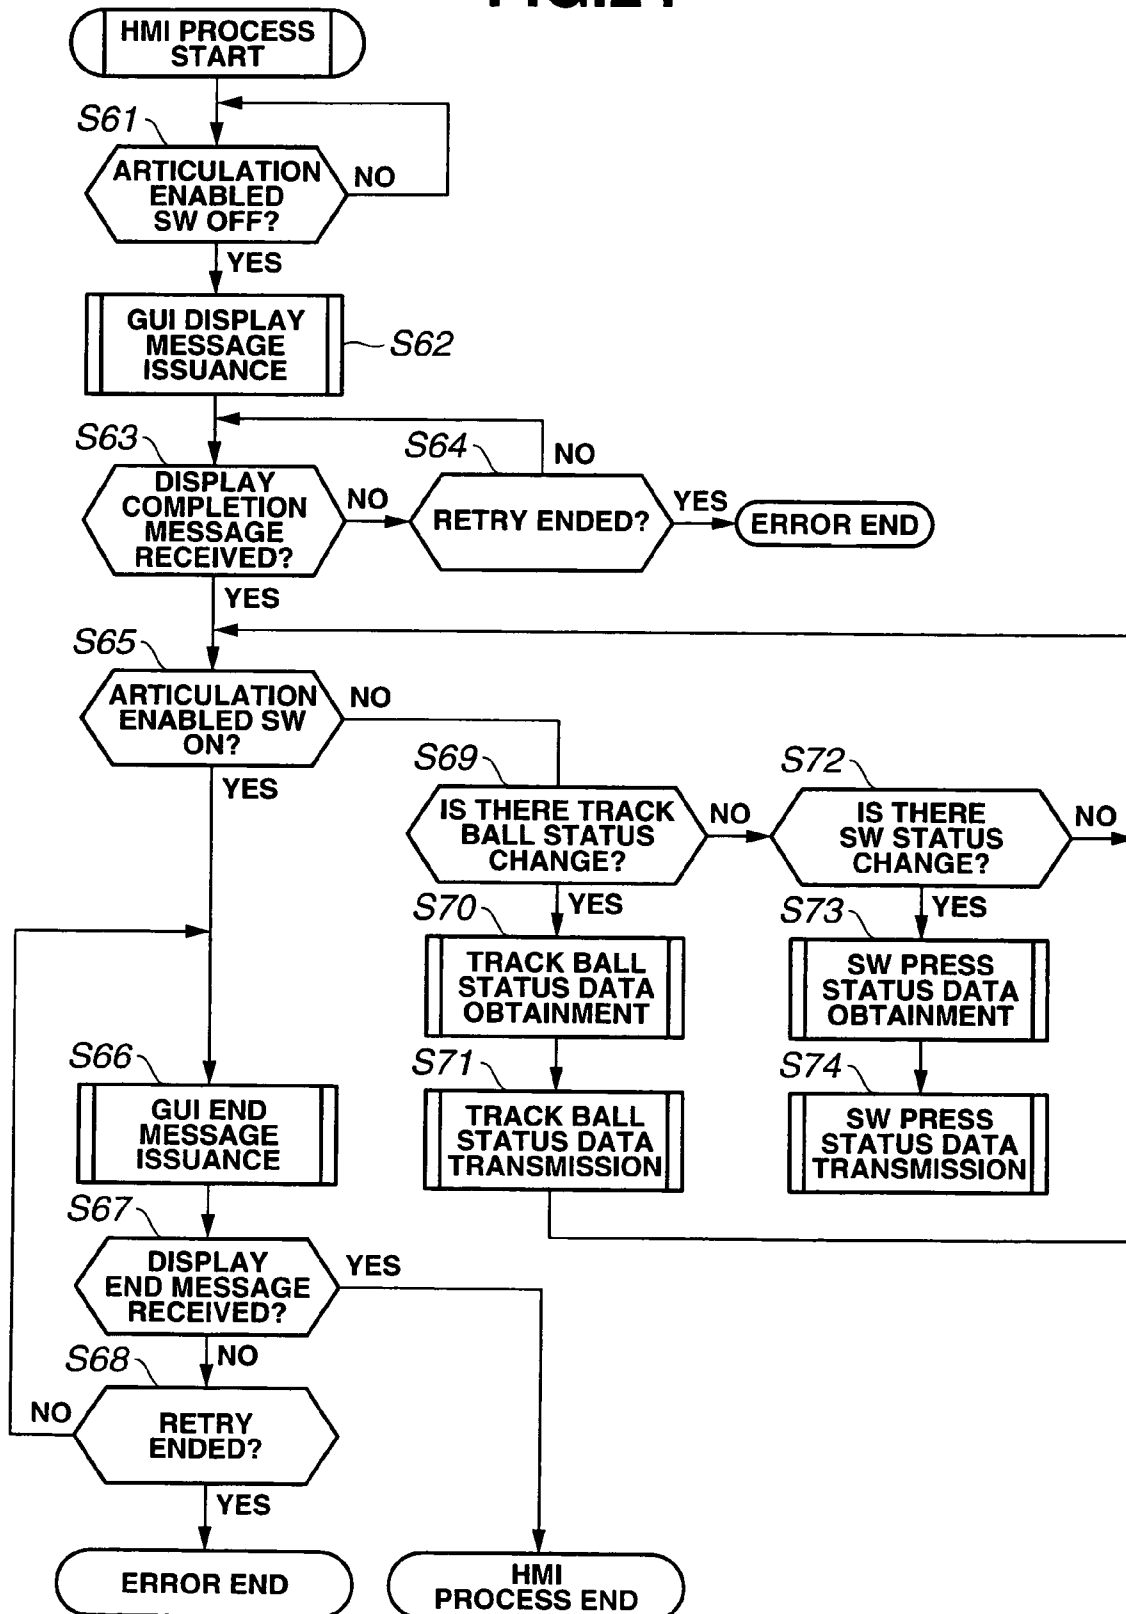 HMI PROCESS
START
S61
ARTICULATION
ENABLED
SW OFF?
NO
YES
GUI DISPLAY
MESSAGE
ISSUANCE
S62
S63
DISPLAY
COMPLETION
MESSAGE
RECEIVED?
NO
S64
NO
RETRY ENDED?
YES
ERROR END
YES
S65
ARTICULATION
ENABLED SW
ON?
NO
YES
S69
IS THERE TRACK
BALL STATUS
CHANGE?
NO
S72
IS THERE
SW STATUS
CHANGE?
NO
YES
YES
S70
TRACK BALL
STATUS DATA
OBTAINMENT
S73
SW PRESS
STATUS DATA
OBTAINMENT
S71
TRACK BALL
STATUS DATA
TRANSMISSION
S74
SW PRESS
STATUS DATA
TRANSMISSION
S66
GUI END
MESSAGE
ISSUANCE
S67
DISPLAY
END MESSAGE
RECEIVED?
YES
NO
S68
NO
RETRY
ENDED?
YES
ERROR END
HMI
PROCESS END